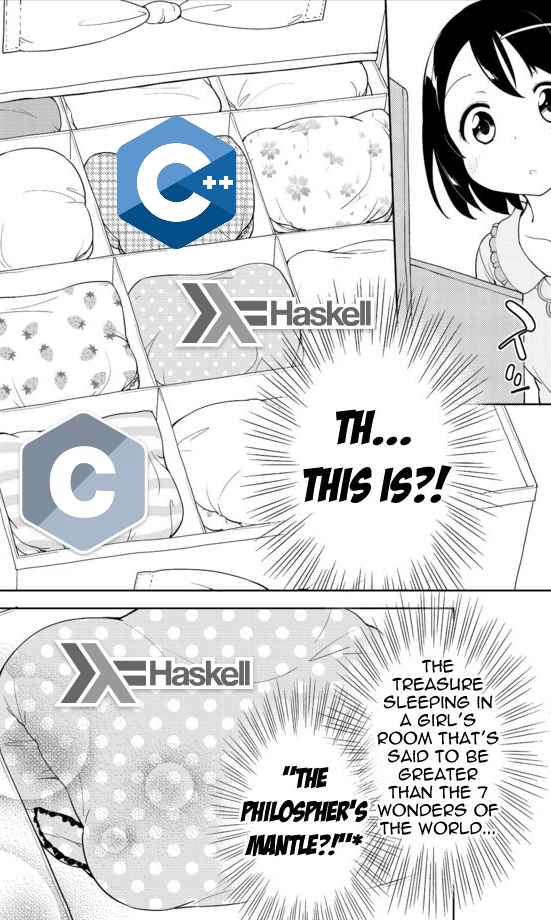 C++
Haskell
TH...
THIS IS?!
C
Haskell
THE
TREASURE
SLEEPING IN
A GIRL'S
ROOM THAT'S
SAID TO BE
GREATER
THAN THE 7
WONDERS OF
THE WORLD...
"THE
PHILOSPHER'S
MANTLE?!"*